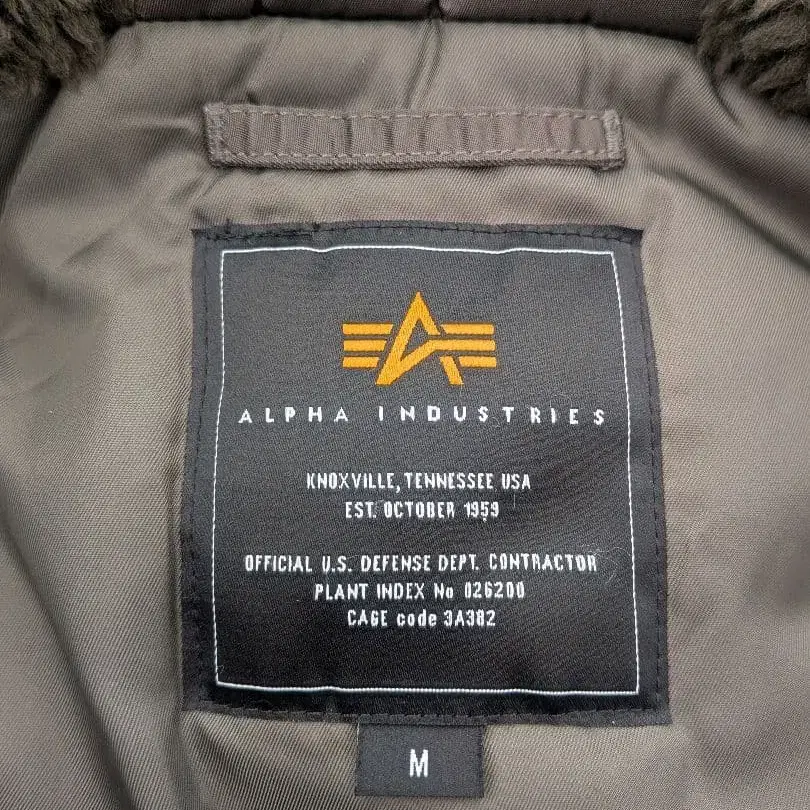 ALPHA INDUSTRIES
KNOXVILLE, TENNESSEE USA
EST. OCTOBER 1959
OFFICIAL U.S. DEFENSE DEPT. CONTRACTOR
PLANT INDEX No 026200
CAGE code 3A382
M